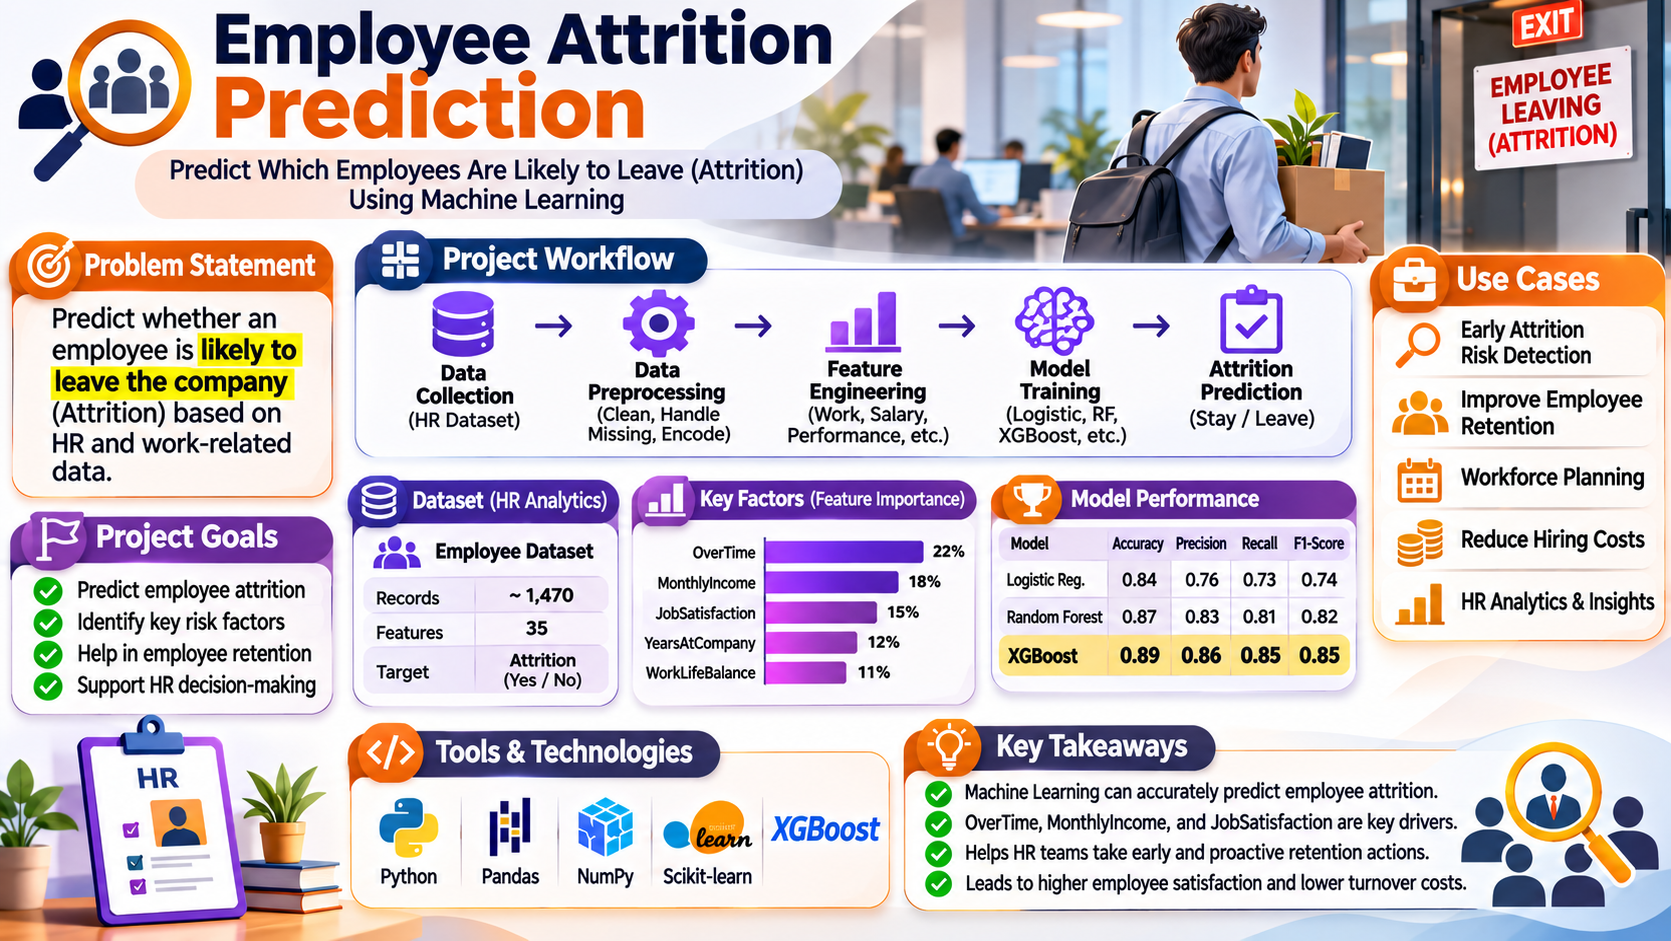 Employee Attrition
Prediction
Predict Which Employees Are Likely to Leave (Attrition)
Using Machine Learning
EXIT
EMPLOYEE
LEAVING
(ATTRITION)
Problem Statement
Predict whether an
employee is likely to
leave the company
(Attrition) based on
HR and work-related
data.
Project Goals
Predict employee attrition
Identify key risk factors
Help in employee retention
Support HR decision-making
HR
Project Workflow
Data
Collection
(HR Dataset)
Data
Preprocessing
(Clean, Handle
Missing, Encode)
Feature
Engineering
(Work, Salary,
Performance, etc.)
Model
Training
(Logistic, RF,
XGBoost, etc.)
Attrition
Prediction
(Stay / Leave)
Dataset (HR Analytics)
Employee Dataset
Records ~ 1,470
Features 35
Target Attrition
(Yes / No)
Key Factors (Feature Importance)
OverTime 22%
MonthlyIncome 18%
JobSatisfaction 15%
YearsAtCompany 12%
WorkLifeBalance 11%
Model Performance
Model Accuracy Precision Recall F1-Score
Logistic Reg. 0.84 0.76 0.73 0.74
Random Forest 0.87 0.83 0.81 0.82
XGBoost 0.89 0.86 0.85 0.85
Use Cases
Early Attrition
Risk Detection
Improve Employee
Retention
Workforce Planning
Reduce Hiring Costs
HR Analytics & Insights
Tools & Technologies
Python
Pandas
NumPy
learn
Scikit-learn
XGBoost
Key Takeaways
Machine Learning can accurately predict employee attrition.
OverTime, MonthlyIncome, and JobSatisfaction are key drivers.
Helps HR teams take early and proactive retention actions.
Leads to higher employee satisfaction and lower turnover costs.